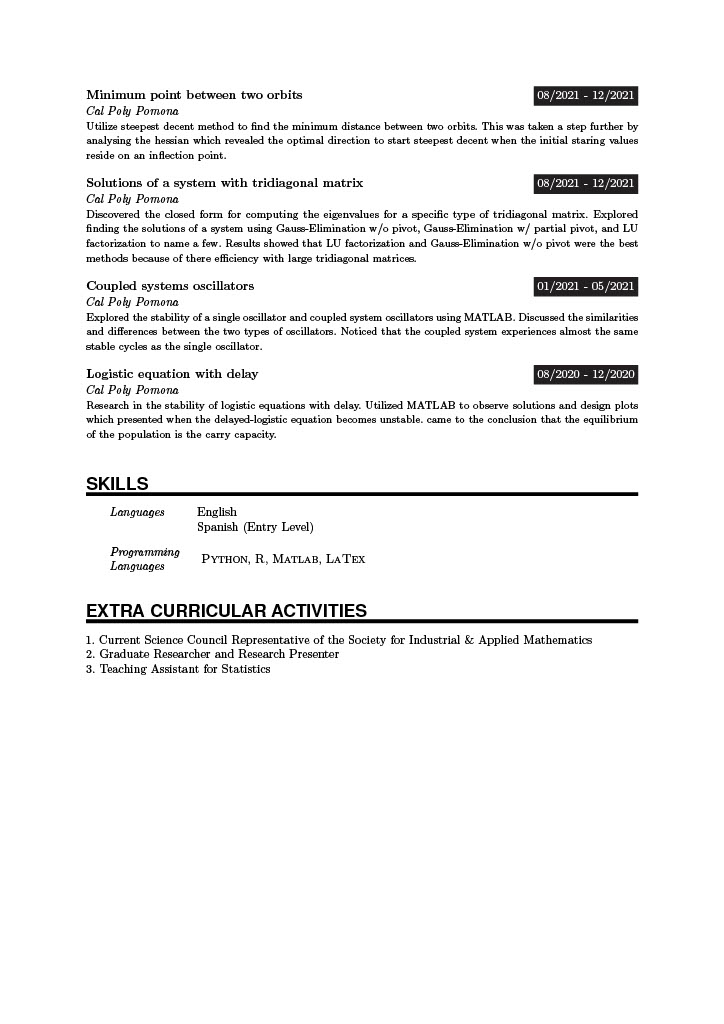 Minimum point between two orbits 08/2021 - 12/2021
Cal Poly Pomona
Utilize steepest decent method to find the minimum distance between two orbits. This was taken a step further by
analysing the hessian which revealed the optimal direction to start steepest decent when the initial staring values
reside on an inflection point.
Solutions of a system with tridiagonal matrix 08/2021 - 12/2021
Cal Poly Pomona
Discovered the closed form for computing the eigenvalues for a specific type of tridiagonal matrix. Explored
finding the solutions of a system using Gauss-Elimination w/o pivot, Gauss-Elimination w/ partial pivot, and LU
factorization to name a few. Results showed that LU factorization and Gauss-Elimination w/o pivot were the best
methods because of there efficiency with large tridiagonal matrices.
Coupled systems oscillators 01/2021 - 05/2021
Cal Poly Pomona
Explored the stability of a single oscillator and coupled system oscillators using MATLAB. Discussed the similarities
and differences between the two types of oscillators. Noticed that the coupled system experiences almost the same
stable cycles as the single oscillator.
Logistic equation with delay 08/2020 - 12/2020
Cal Poly Pomona
Research in the stability of logistic equations with delay. Utilized MATLAB to observe solutions and design plots
which presented when the delayed-logistic equation becomes unstable. came to the conclusion that the equilibrium
of the population is the carry capacity.
SKILLS
Languages English
Spanish (Entry Level)
Programming
Languages Python, R, Matlab, LaTex
EXTRA CURRICULAR ACTIVITIES
1. Current Science Council Representative of the Society for Industrial & Applied Mathematics
2. Graduate Researcher and Research Presenter
3. Teaching Assistant for Statistics